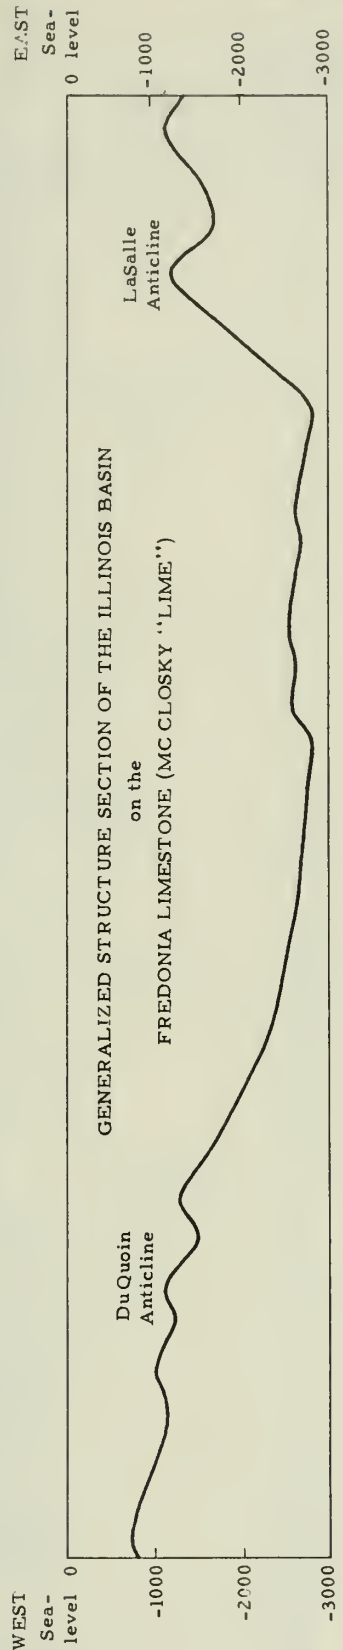 WEST
Sea-
level
0
-1000
-2000
-3000
DuQuoin
Anticline
GENERALIZED STRUCTURE SECTION OF THE ILLINOIS BASIN
on the
FREDONIA LIMESTONE (MC CLOSKY "LIME")
LaSalle
Anticline
EAST
Sea-
level
0
-1000
-2000
-3000